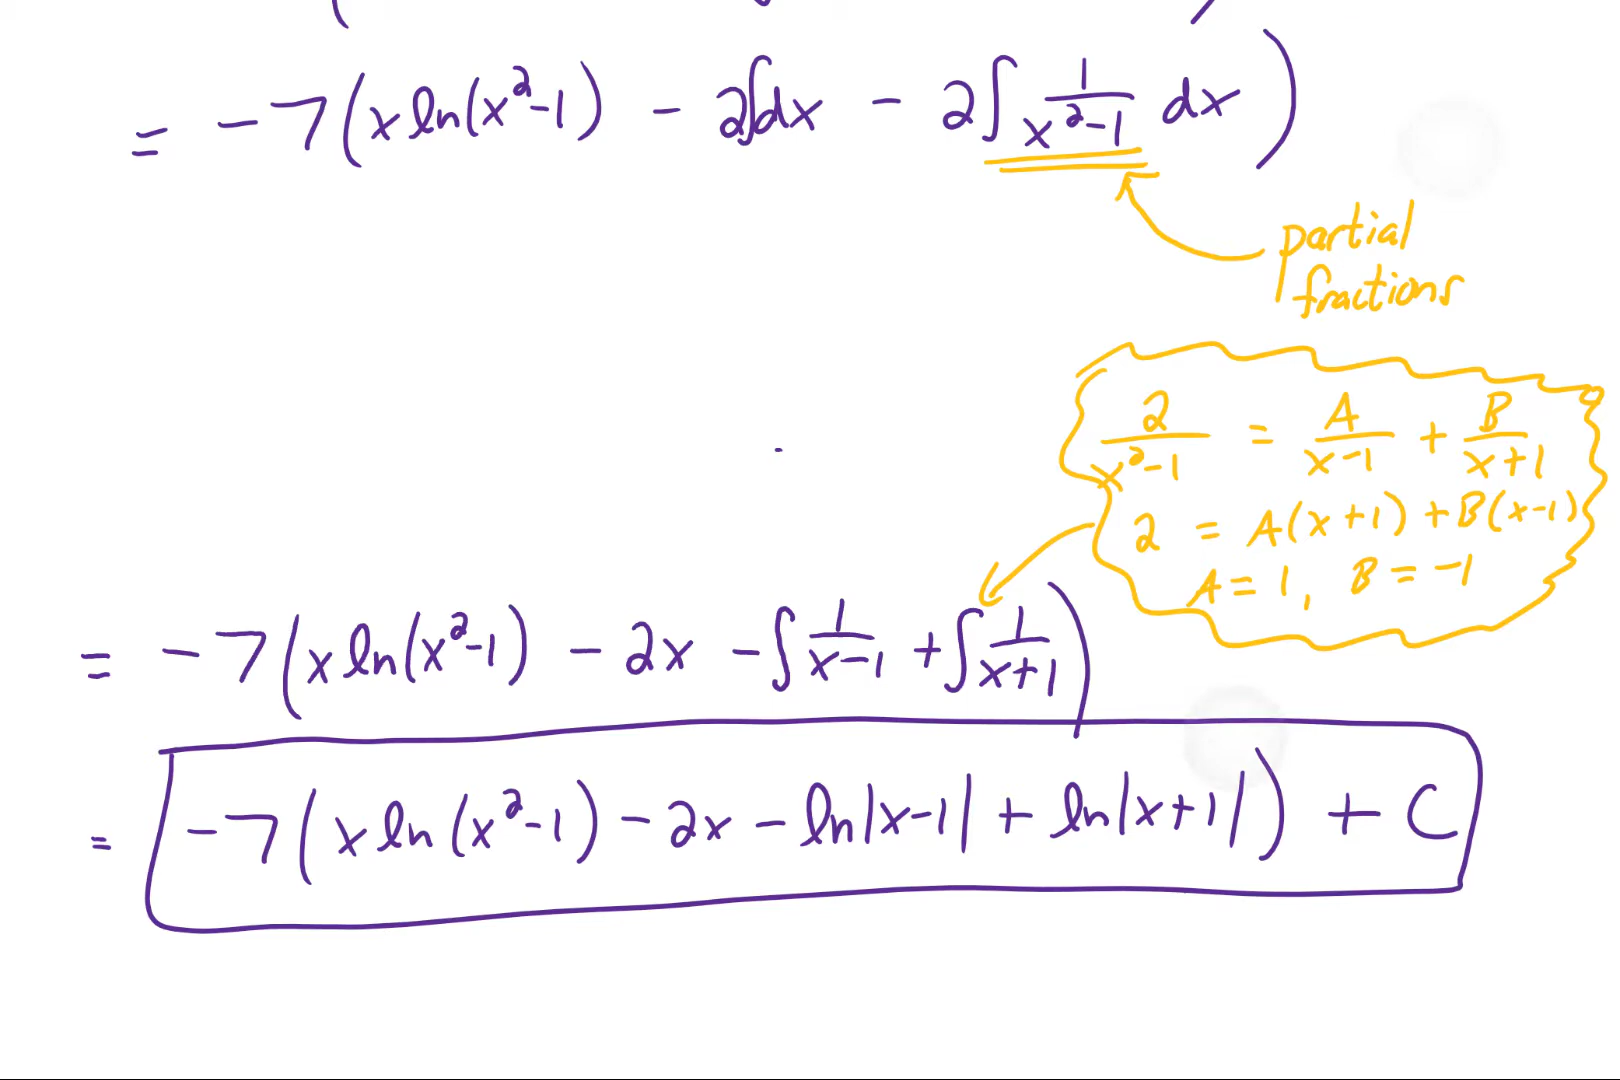 = -7(x ln(x²-1) - 2∫dx - 2∫ 1/(x²-1) dx)
partial
fractions
2/(x²-1) = A/(x-1) + B/(x+1)
2 = A(x+1) + B(x-1)
A = 1, B = -1
= -7(x ln(x²-1) - 2x - ∫ 1/(x-1) + ∫ 1/(x+1))
= -7(x ln(x²-1) - 2x - ln|x-1| + ln|x+1|) + C